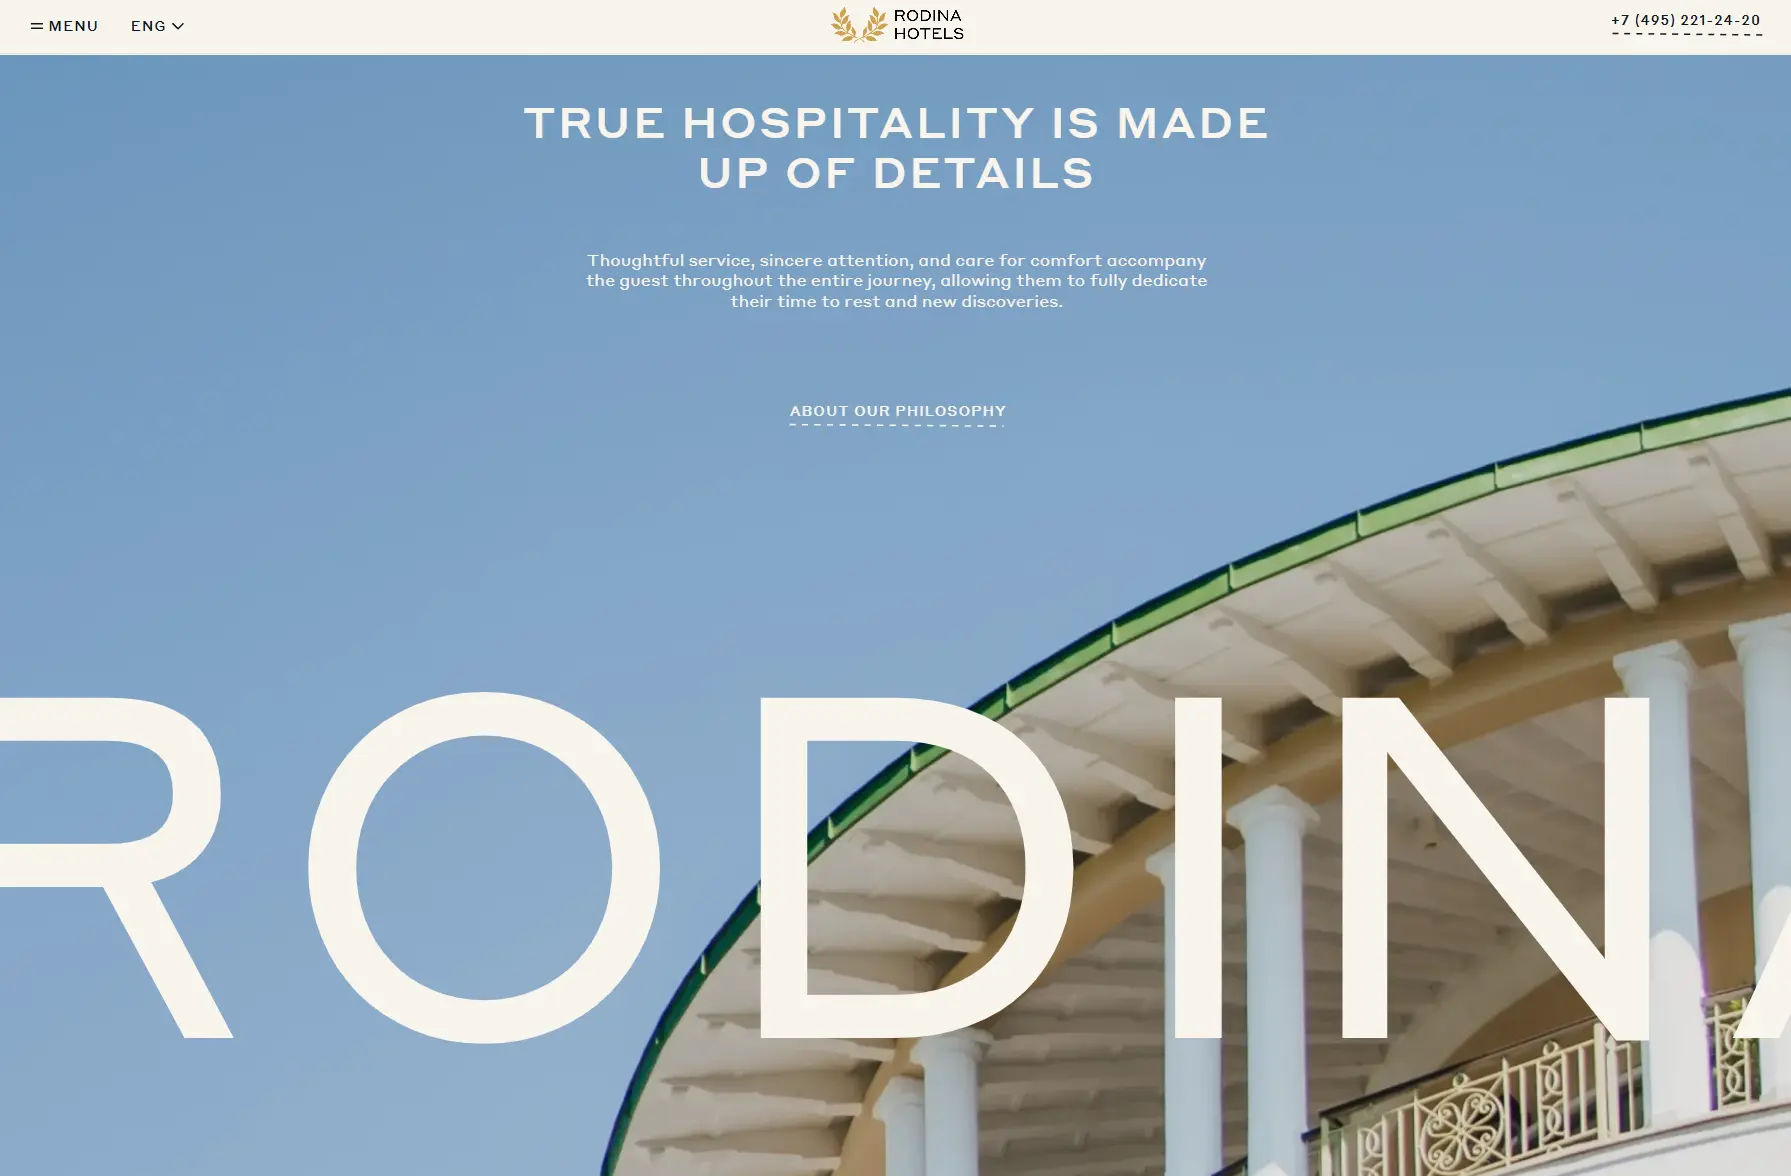 MENU
ENG
RODINA
HOTELS
+7 (495) 221-24-20
TRUE HOSPITALITY IS MADE
UP OF DETAILS
Thoughtful service, sincere attention, and care for comfort accompany
the guest throughout the entire journey, allowing them to fully dedicate
their time to rest and new discoveries.
ABOUT OUR PHILOSOPHY
RODINA